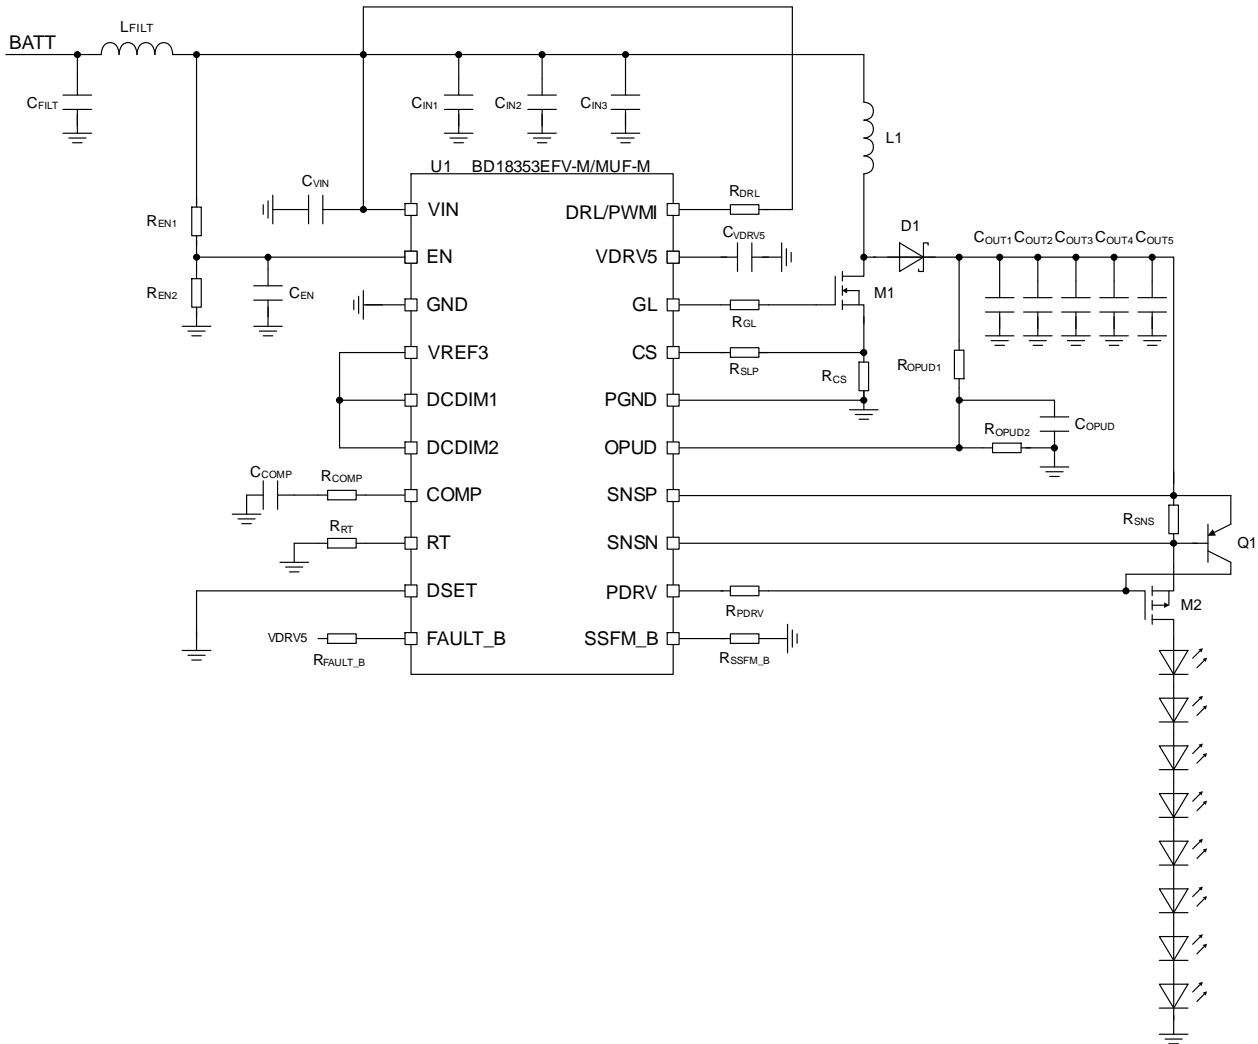 LFILT
BATT
CFILT
CIN1 CIN2 CIN3
L1
U1 BD18353EFV-M/MUF-M
CVIN
RDRL
REN1
VIN DRL/PWMI
CVDRV5
D1
COUT1 COUT2 COUT3 COUT4 COUT5
EN VDRV5
REN2
CEN
M1
GND GL
RGL
VREF3 CS
RSLP
RCS
ROPUD1
DCDIM1 PGND
COPUD
ROPUD2
DCDIM2 OPUD
CCOMP
RCOMP
COMP SNSP
RSNS
RRT
RT SNSN
Q1
DSET PDRV
RPDRV
M2
VDRV5
FAULT_B SSFM_B
RFAULT_B
RSSFM_B